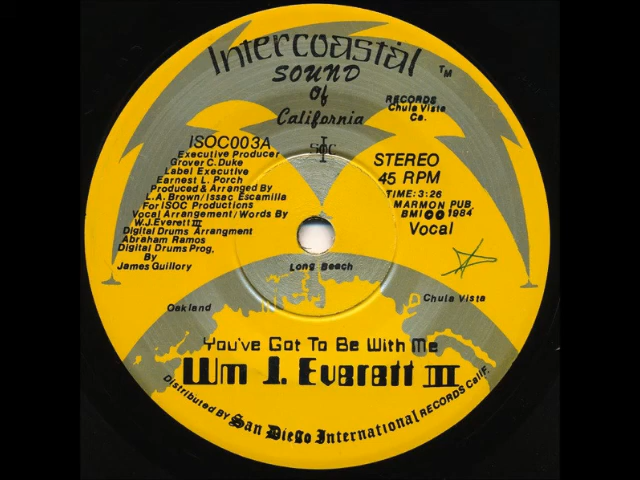 Intercoastal
TM
SOUND
Of
California
RECORDS
Chula Vista
Ca.
ISOC
ISOC003A
Executive Producer
Grover C. Duke
Label Executive
Earnest L. Porch
Produced & Arranged By
L.A. Brown/Issac Escamilla
For ISOC Productions
Vocal Arrangement/Words By
W.J.Everett III
Digital Drums Arrangment
Abraham Ramos
Digital Drums Prog.
By
James Guillory
STEREO
45 RPM
TIME: 3:26
MARMON PUB.
BMI © © 1984
Vocal
Long Beach
Oakland
Chula Vista
You've Got To Be With Me
Wm J. Everett III
Distributed BY San Diego International RECORDS Calif.